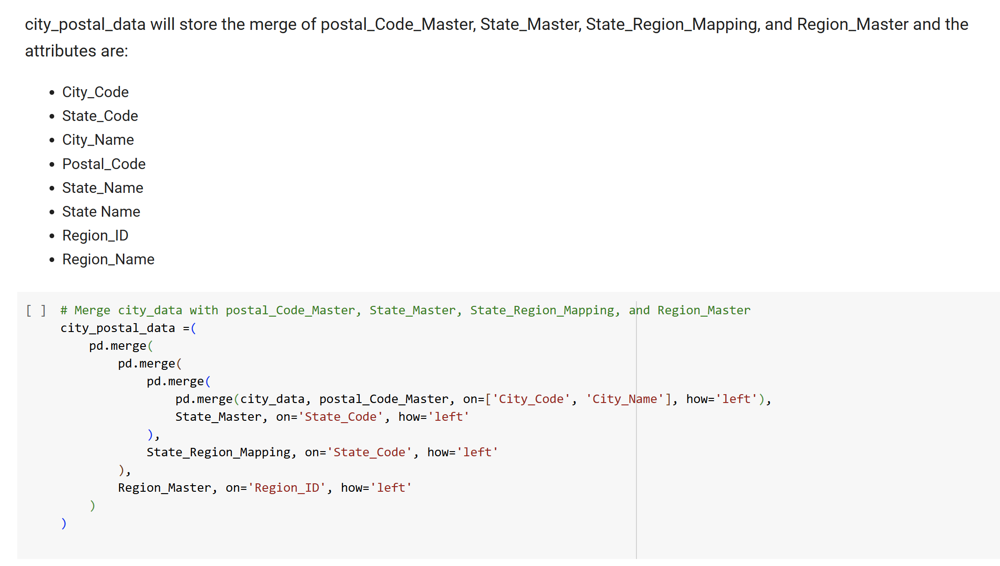 city_postal_data will store the merge of postal_Code_Master, State_Master, State_Region_Mapping, and Region_Master and the
attributes are:
• City_Code
• State_Code
• City_Name
• Postal_Code
• State_Name
• State Name
• Region_ID
• Region_Name
[ ] # Merge city_data with postal_Code_Master, State_Master, State_Region_Mapping, and Region_Master
city_postal_data =(
    pd.merge(
        pd.merge(
            pd.merge(
                pd.merge(city_data, postal_Code_Master, on=['City_Code', 'City_Name'], how='left'),
                State_Master, on='State_Code', how='left'
            ),
            State_Region_Mapping, on='State_Code', how='left'
        ),
        Region_Master, on='Region_ID', how='left'
    )
)